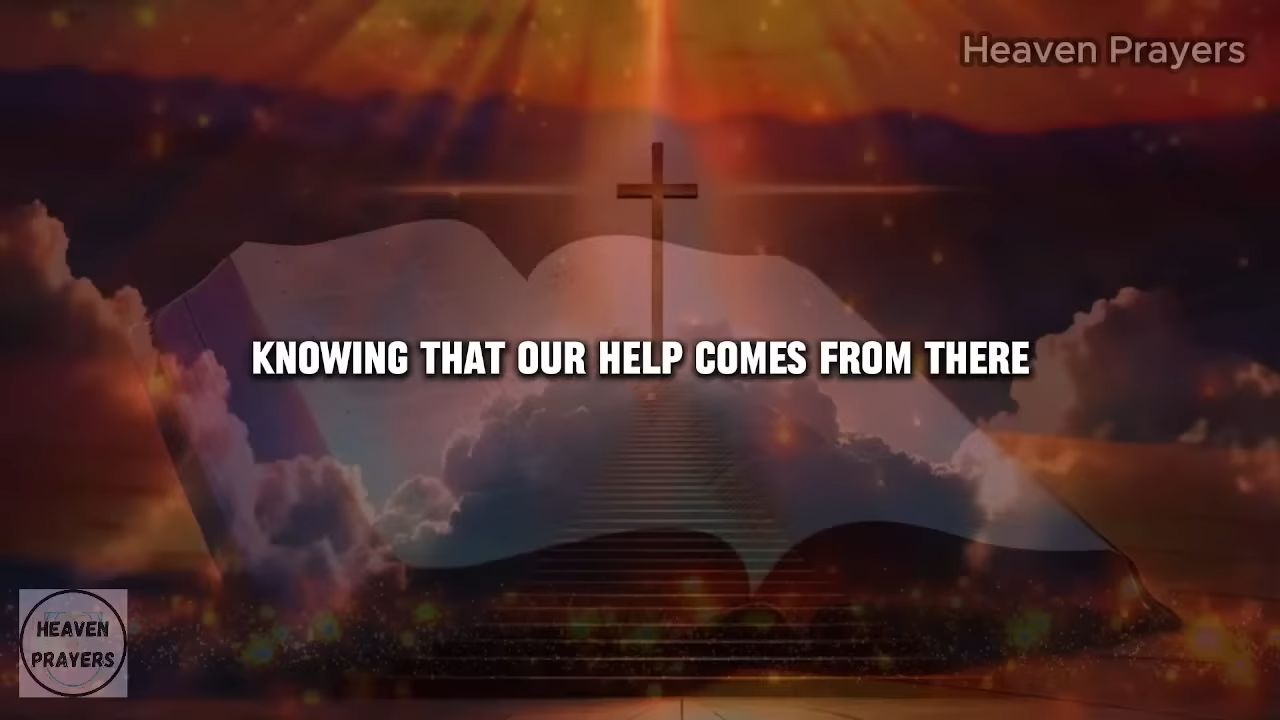 Heaven Prayers
KNOWING THAT OUR HELP COMES FROM THERE
HEAVEN
PRAYERS